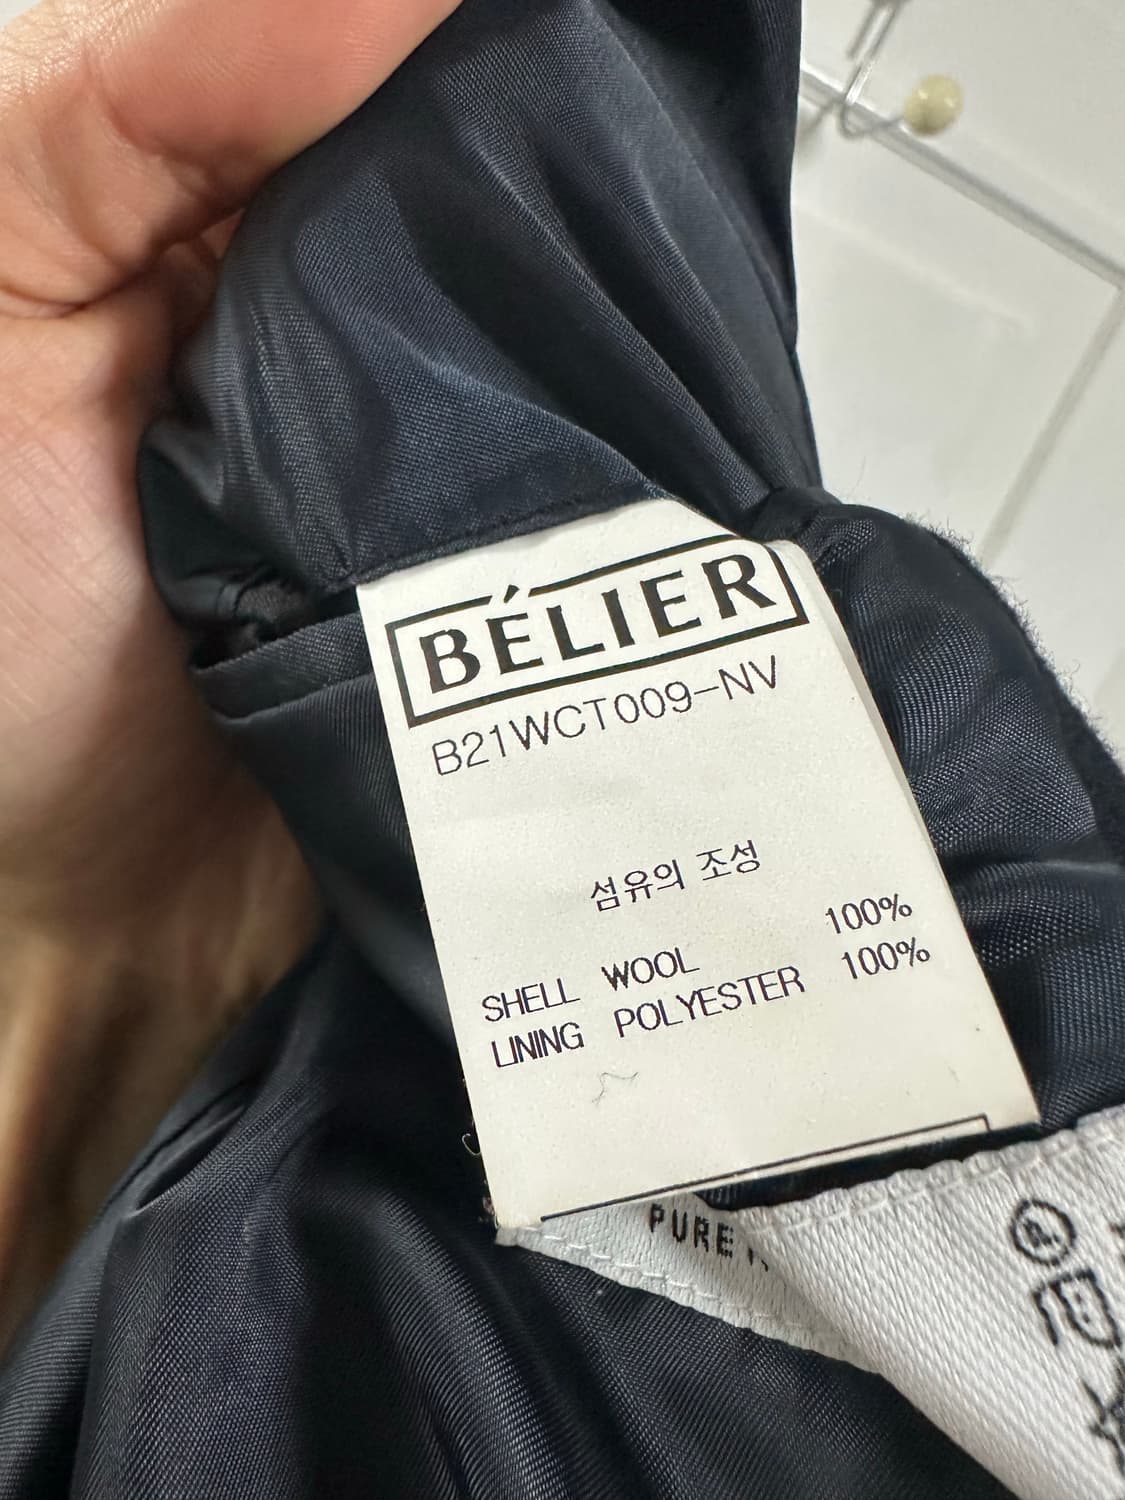 BÉLIER
B21WCT009-NV
섬유의 조성
SHELL WOOL 100%
LINING POLYESTER 100%
PURE